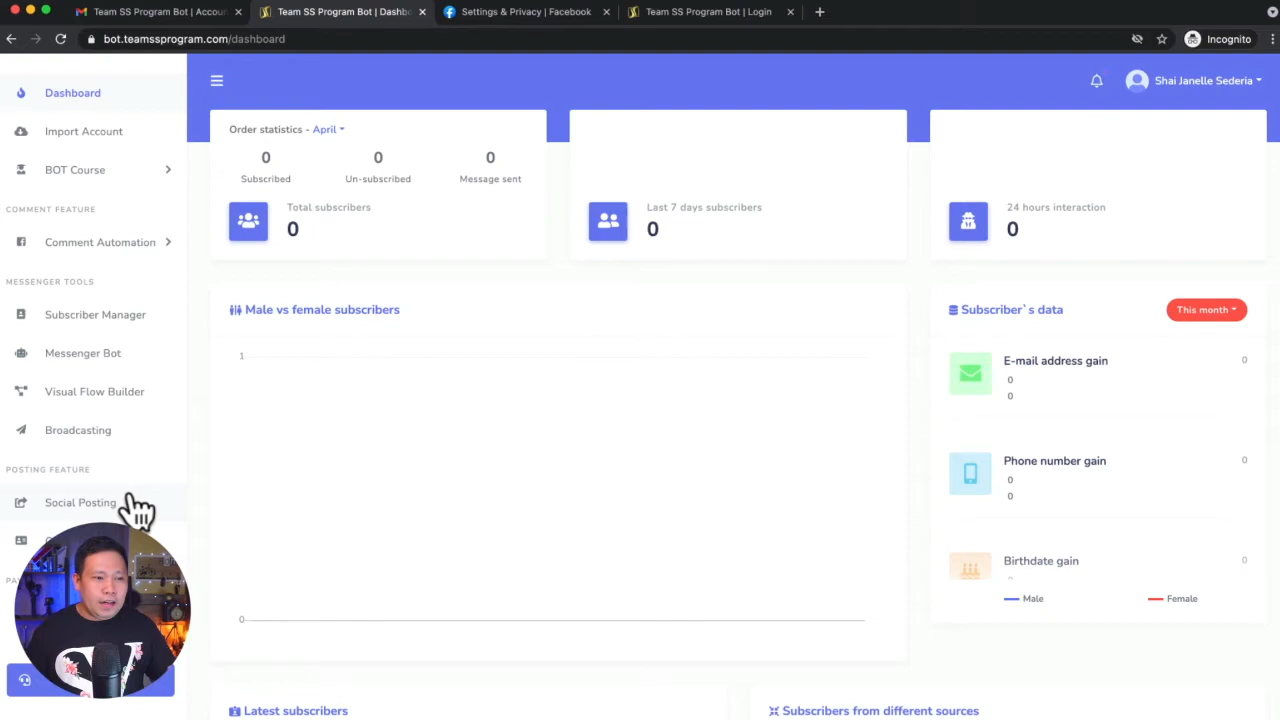 Team SS Program Bot | Accoun
Team SS Program Bot | Dashbo
Settings & Privacy | Facebook
Team SS Program Bot | Login
bot.teamssprogram.com/dashboard
Incognito
Dashboard
Import Account
BOT Course
COMMENT FEATURE
Comment Automation
MESSENGER TOOLS
Subscriber Manager
Messenger Bot
Visual Flow Builder
Broadcasting
POSTING FEATURE
Social Posting
Shai Janelle Sederia
Order statistics - April
0
Subscribed
0
Un-subscribed
0
Message sent
Total subscribers
0
Last 7 days subscribers
0
24 hours interaction
0
Male vs female subscribers
1
0
Subscriber`s data
This month
E-mail address gain
0
0
0
Phone number gain
0
0
0
Birthdate gain
0
Male
Female
Latest subscribers
Subscribers from different sources